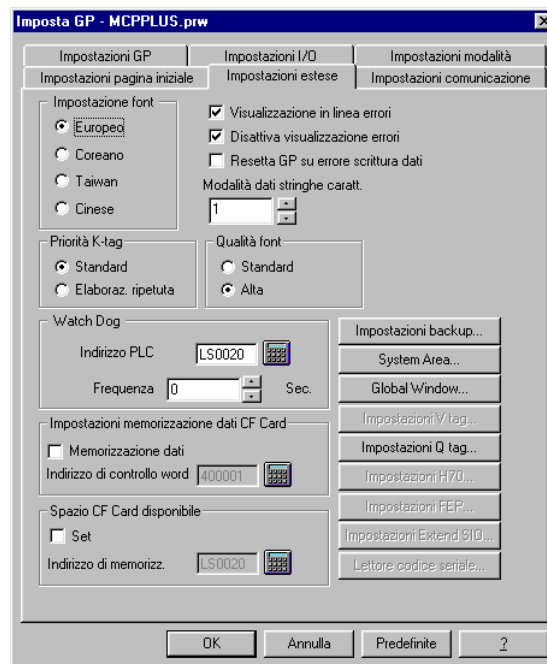 Imposta GP - MCPPLUS.prw
Impostazioni GP
Impostazioni I/O
Impostazioni modalità
Impostazioni pagina iniziale
Impostazioni estese
Impostazioni comunicazione
Impostazione font
Europeo
Coreano
Taiwan
Cinese
Visualizzazione in linea errori
Disattiva visualizzazione errori
Resetta GP su errore scrittura dati
Modalità dati stringhe caratt.
1
Priorità K-tag
Standard
Elaboraz. ripetuta
Qualità font
Standard
Alta
Watch Dog
Indirizzo PLC
LS0020
Frequenza
0
Sec.
Impostazioni memorizzazione dati CF Card
Memorizzazione dati
Indirizzo di controllo word
400001
Spazio CF Card disponibile
Set
Indirizzo di memorizz.
LS0020
Impostazioni backup...
System Area...
Global Window...
Impostazioni V tag...
Impostazioni Q tag...
Impostazioni H70...
Impostazioni FEP...
Impostazioni Extend SIO...
Lettore codice seriale...
OK
Annulla
Predefinite
?